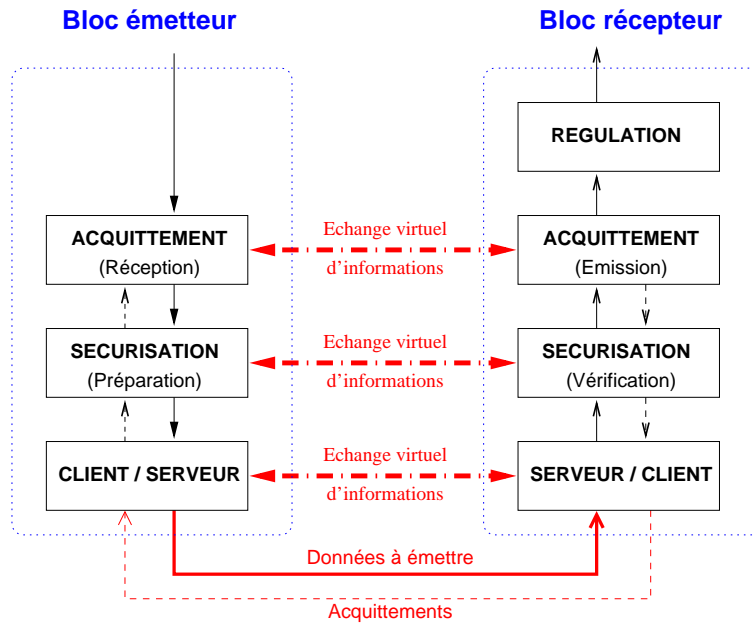 Bloc émetteur
Bloc récepteur
REGULATION
ACQUITTEMENT
(Réception)
Echange virtuel
d'informations
ACQUITTEMENT
(Emission)
SECURISATION
(Préparation)
Echange virtuel
d'informations
SECURISATION
(Vérification)
CLIENT / SERVEUR
Echange virtuel
d'informations
SERVEUR / CLIENT
Données à émettre
Acquittements